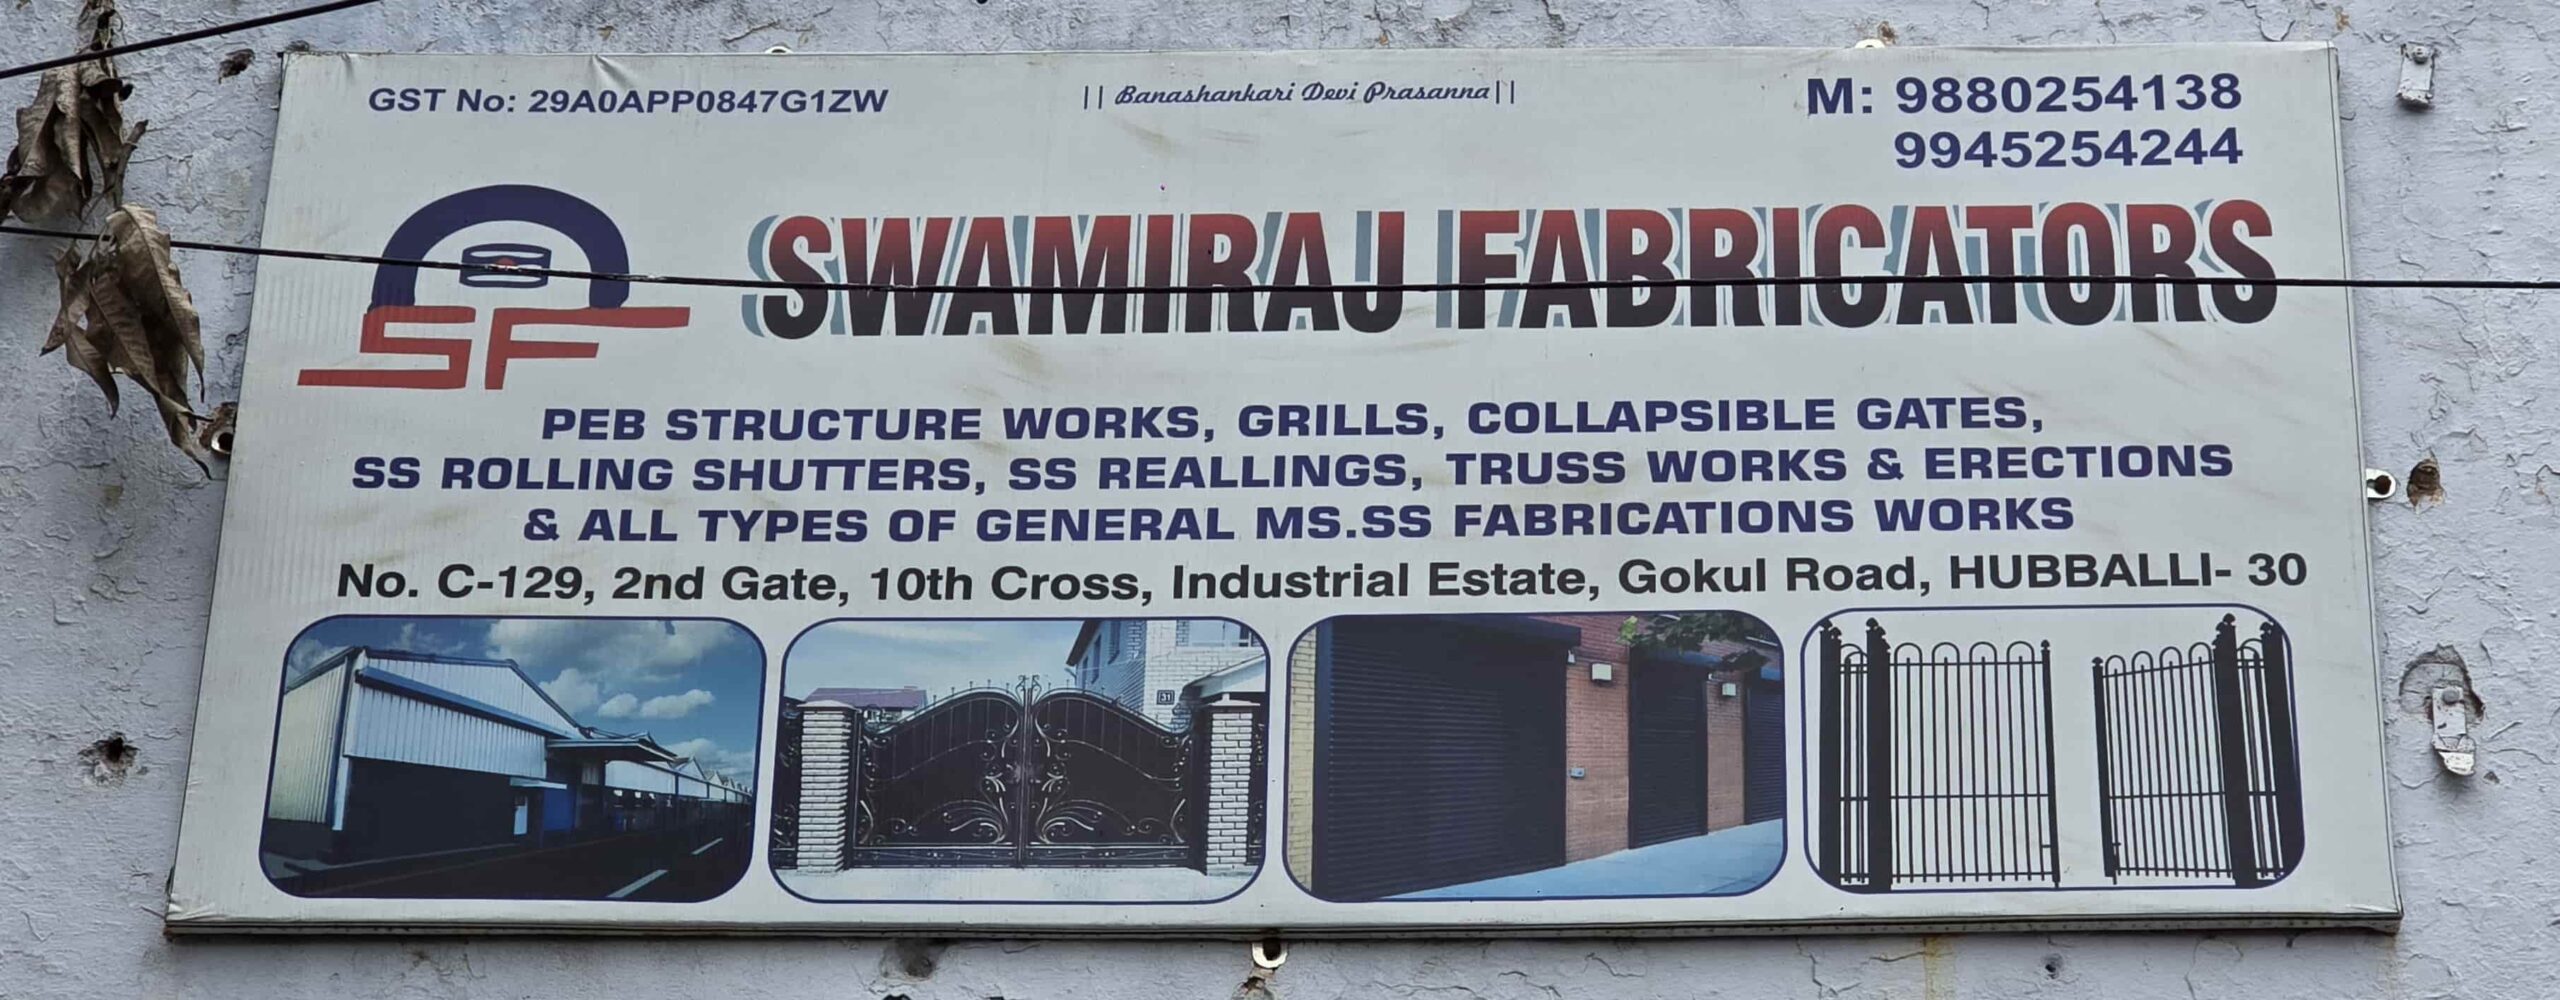 GST No: 29A0APP0847G1ZW
|| Banashankari Devi Prasanna||
M: 9880254138
9945254244
SF
SWAMIRAJ FABRICATORS
PEB STRUCTURE WORKS, GRILLS, COLLAPSIBLE GATES,
SS ROLLING SHUTTERS, SS REALLINGS, TRUSS WORKS & ERECTIONS
& ALL TYPES OF GENERAL MS.SS FABRICATIONS WORKS
No. C-129, 2nd Gate, 10th Cross, Industrial Estate, Gokul Road, HUBBALLI- 30
31